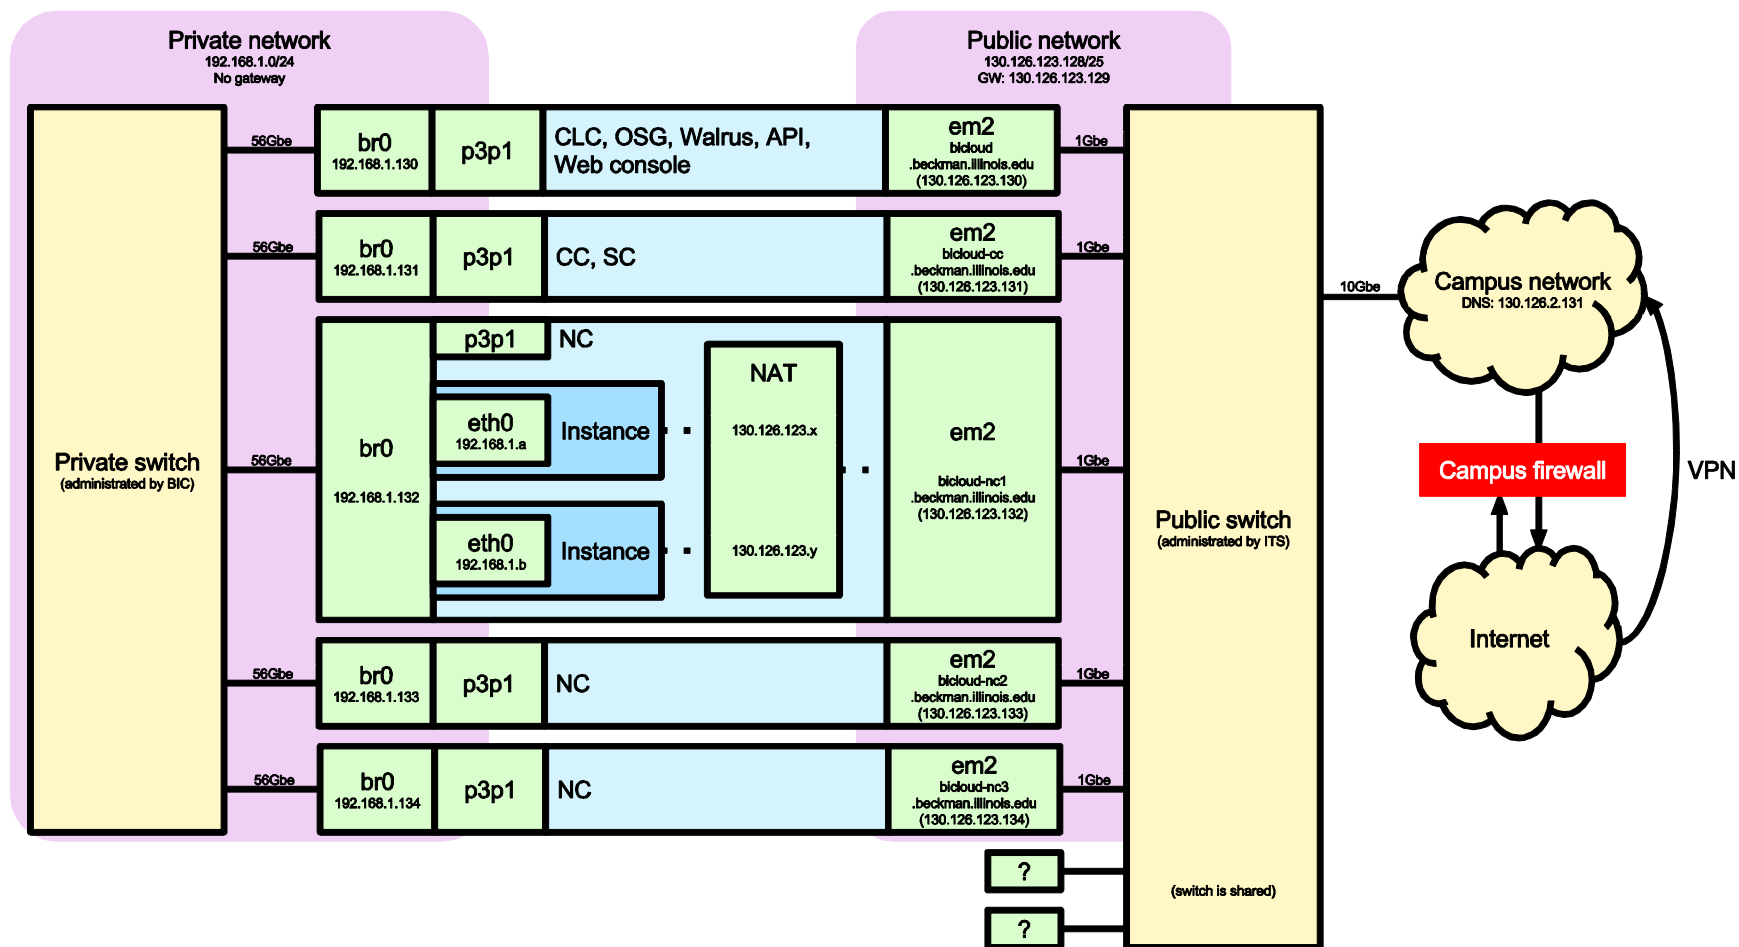 Private network
192.168.1.0/24
No gateway
Public network
130.126.123.128/25
GW: 130.126.123.129
Private switch
(administrated by BIC)
56Gbe
br0
192.168.1.130
p3p1
CLC, OSG, Walrus, API,
Web console
em2
bicloud
.beckman.illinois.edu
(130.126.123.130)
1Gbe
56Gbe
br0
192.168.1.131
p3p1
CC, SC
em2
bicloud-cc
.beckman.illinois.edu
(130.126.123.131)
1Gbe
56Gbe
br0
192.168.1.132
p3p1
NC
eth0
192.168.1.a
Instance
eth0
192.168.1.b
Instance
NAT
130.126.123.x
130.126.123.y
em2
bicloud-nc1
.beckman.illinois.edu
(130.126.123.132)
1Gbe
56Gbe
br0
192.168.1.133
p3p1
NC
em2
bicloud-nc2
.beckman.illinois.edu
(130.126.123.133)
1Gbe
56Gbe
br0
192.168.1.134
p3p1
NC
em2
bicloud-nc3
.beckman.illinois.edu
(130.126.123.134)
1Gbe
?
?
Public switch
(administrated by ITS)
(switch is shared)
10Gbe
Campus network
DNS: 130.126.2.131
Campus firewall
VPN
Internet